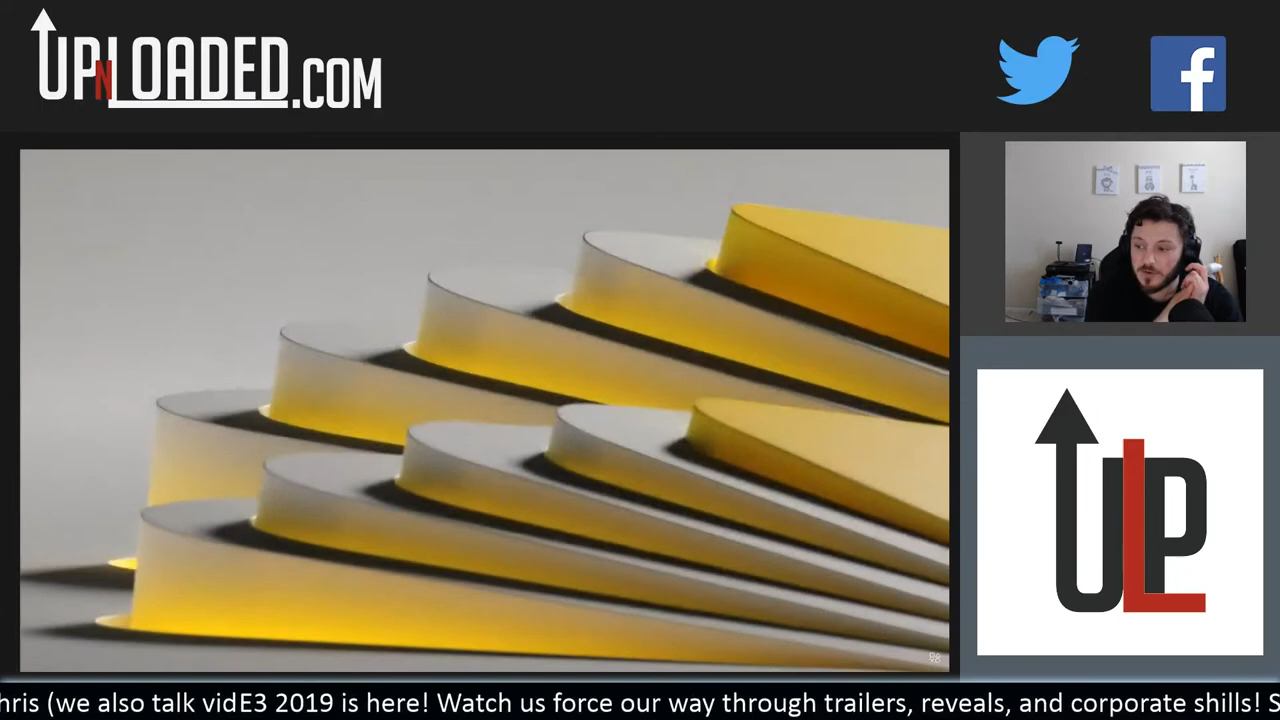 UPNLOADED.COM
f
ULP
hris (we also talk vidE3 2019 is here! Watch us force our way through trailers, reveals, and corporate shills! S